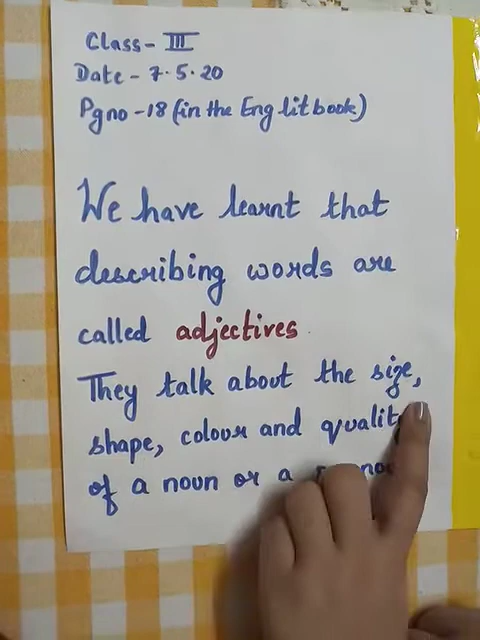 Class - III
Date - 7.5.20
Pg no - 18 (in the Eng lit book)
We have learnt that
describing words are
called adjectives.
They talk about the size,
shape, colour and
of a noun or a